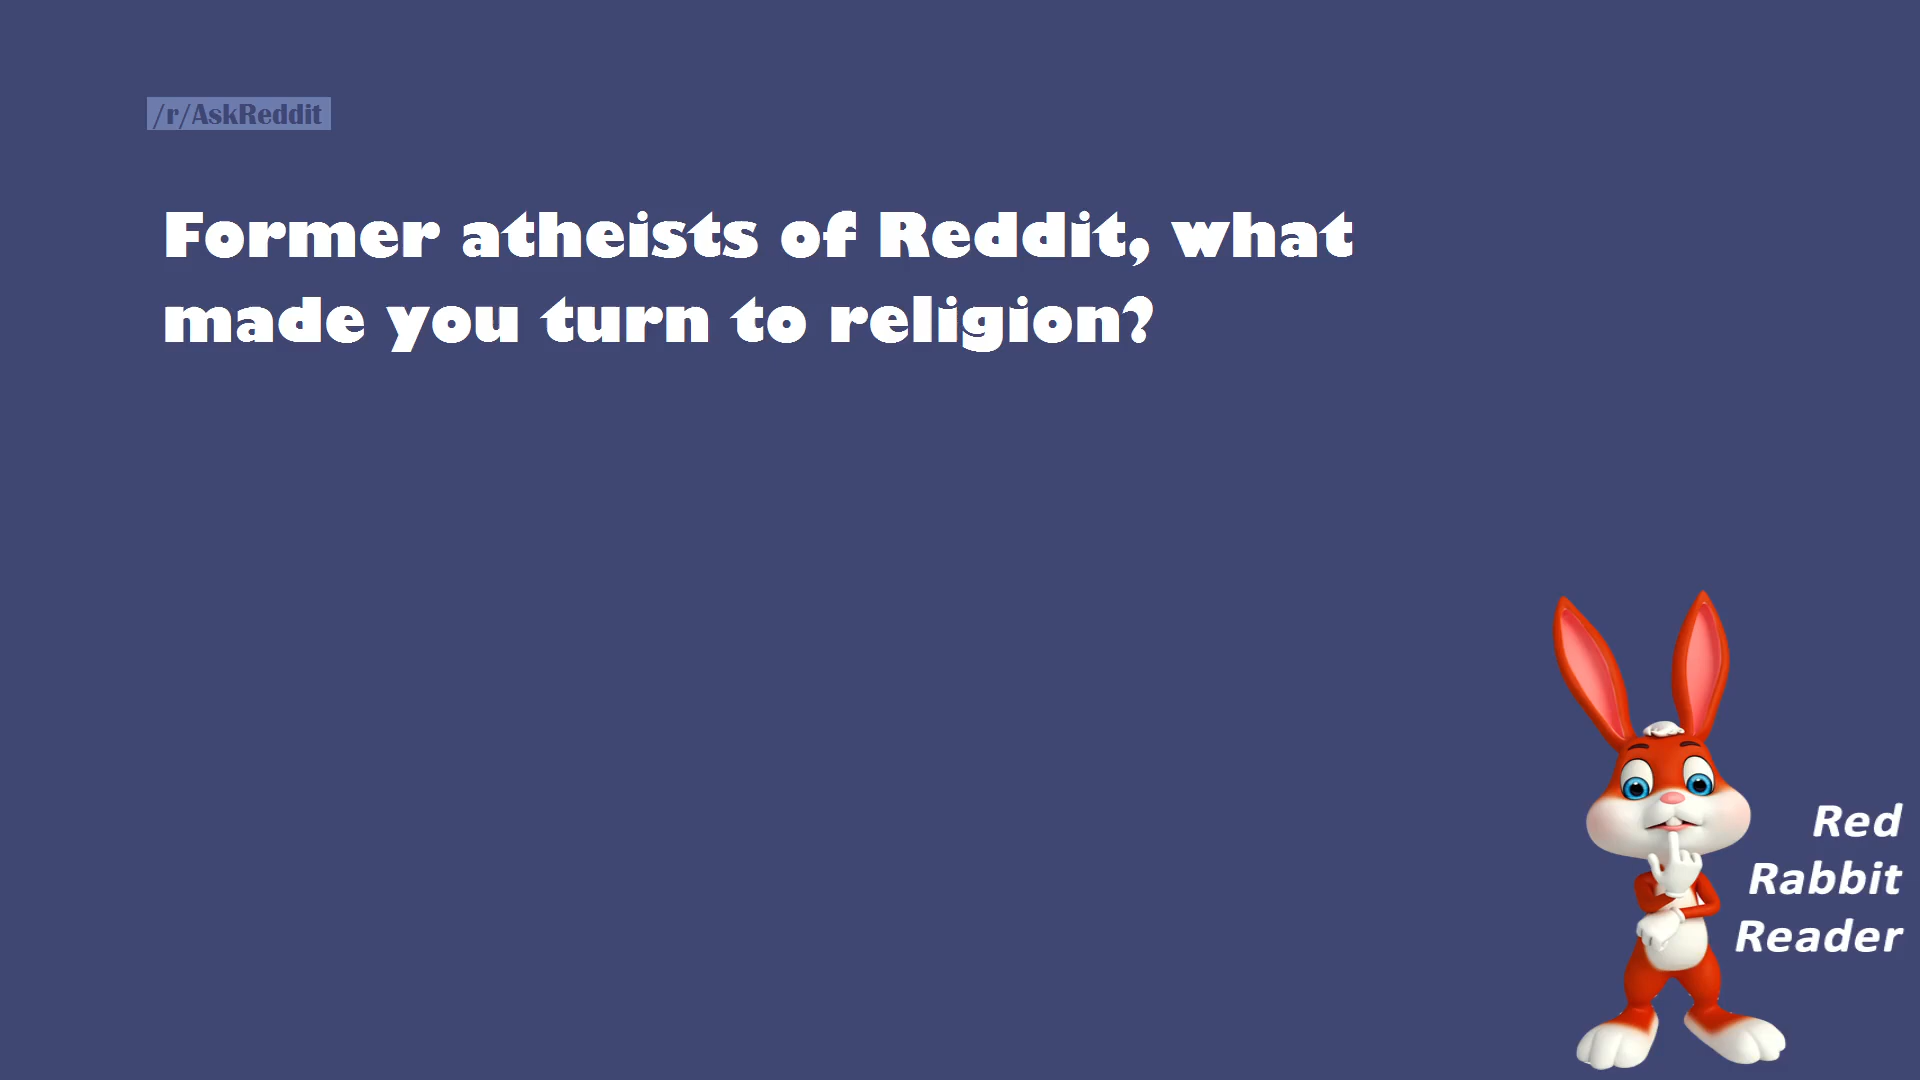 /r/AskReddit
Former atheists of Reddit, what
made you turn to religion?
Red
Rabbit
Reader